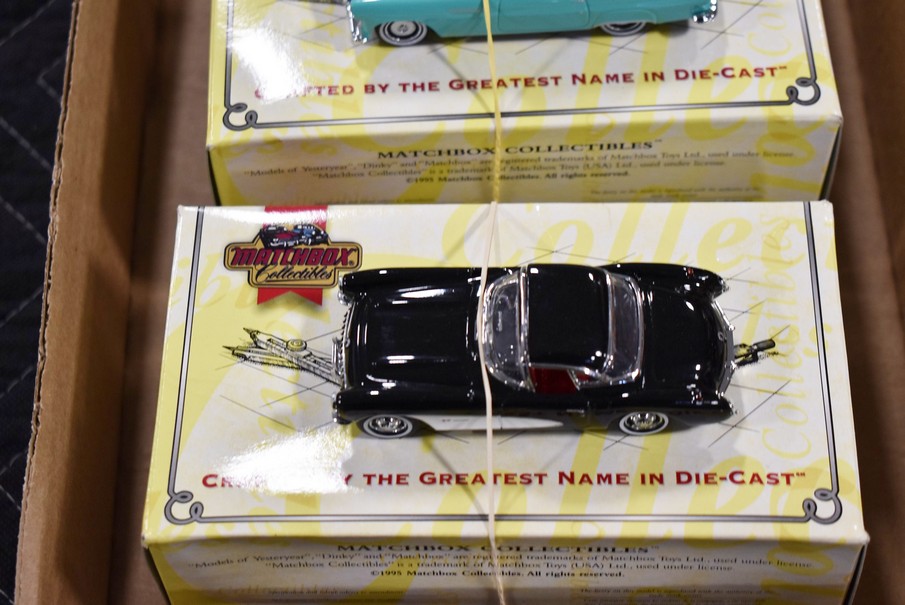 BY THE GREATEST NAME IN DIE-CAST™
MATCHBOX COLLECTIBLES™
"Models of Yesteryear", "Dinky" and "Matchbox" are registered trademarks of Matchbox Toys Ltd., used under license.
"Matchbox Collectibles" is a trademark of Matchbox Toys (USA) Ltd., used under license.
©1995 Matchbox Collectibles. All rights reserved.
MATCHBOX®
Collectibles
THE GREATEST NAME IN DIE-CAST™
MATCHBOX COLLECTIBLES™
"Models of Yesteryear", "Dinky" and "Matchbox" are registered trademarks of Matchbox Toys Ltd., used under license.
"Matchbox Collectibles" is a trademark of Matchbox Toys (USA) Ltd., used under license.
©1995 Matchbox Collectibles. All rights reserved.